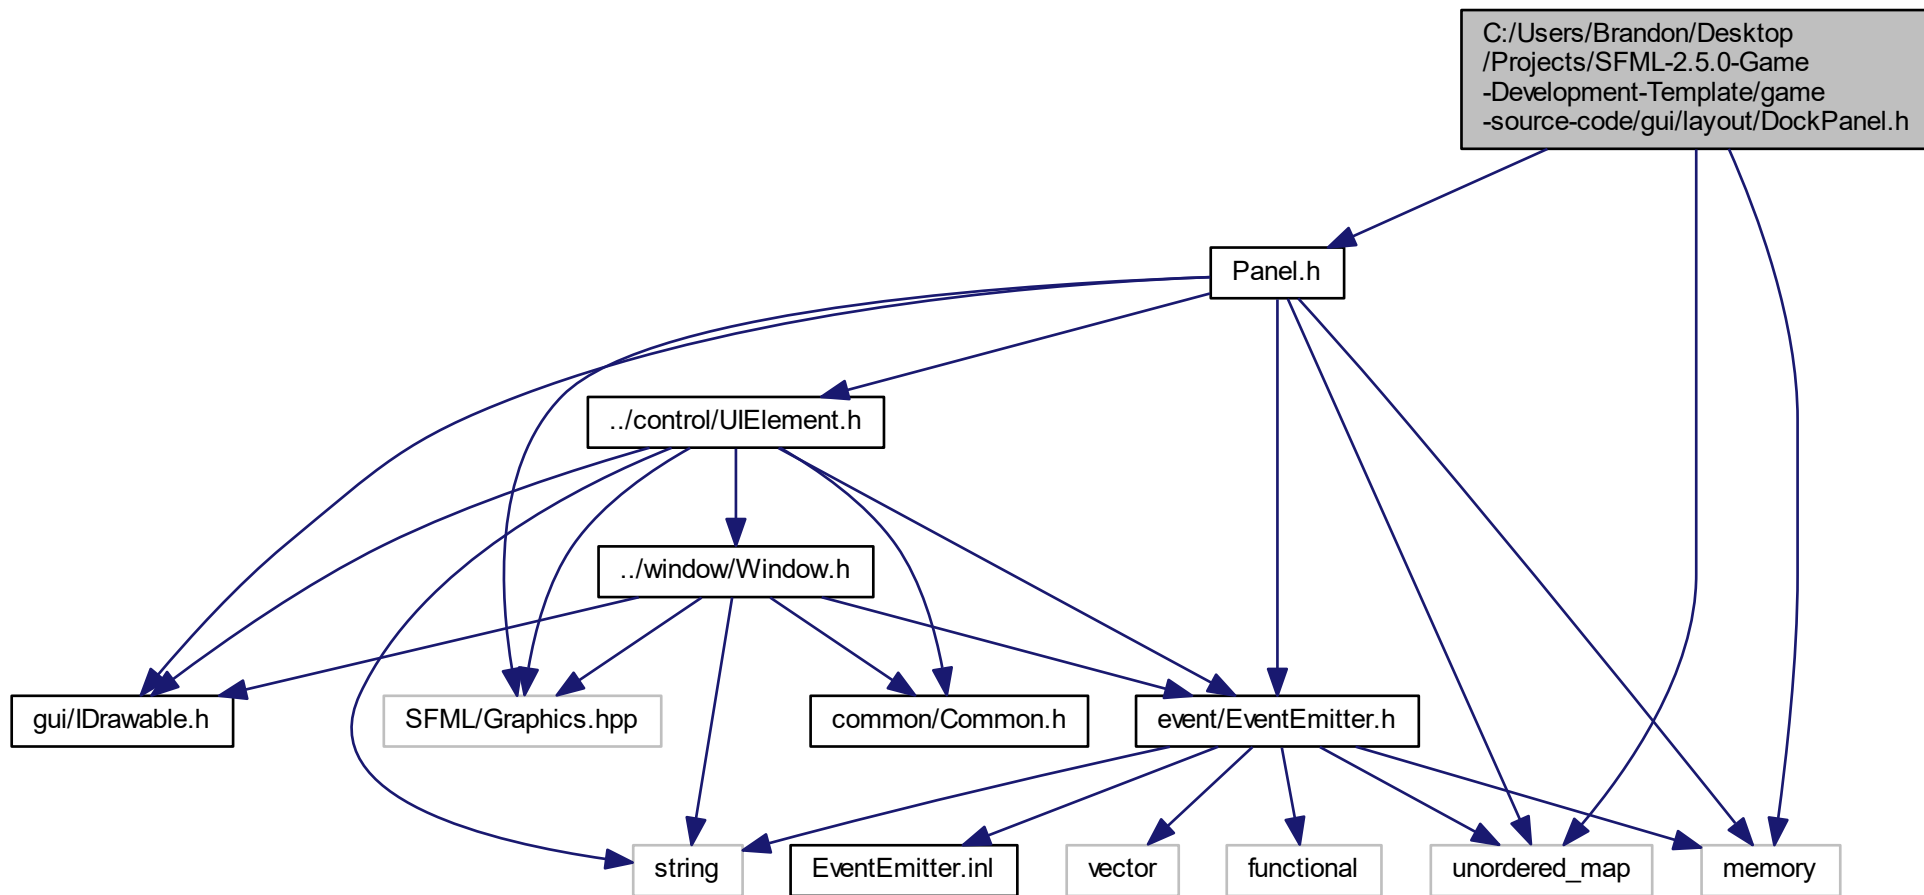 C:/Users/Brandon/Desktop
/Projects/SFML-2.5.0-Game
-Development-Template/game
-source-code/gui/layout/DockPanel.h
Panel.h
../control/UIElement.h
../window/Window.h
gui/IDrawable.h
SFML/Graphics.hpp
common/Common.h
event/EventEmitter.h
string
EventEmitter.inl
vector
functional
unordered_map
memory